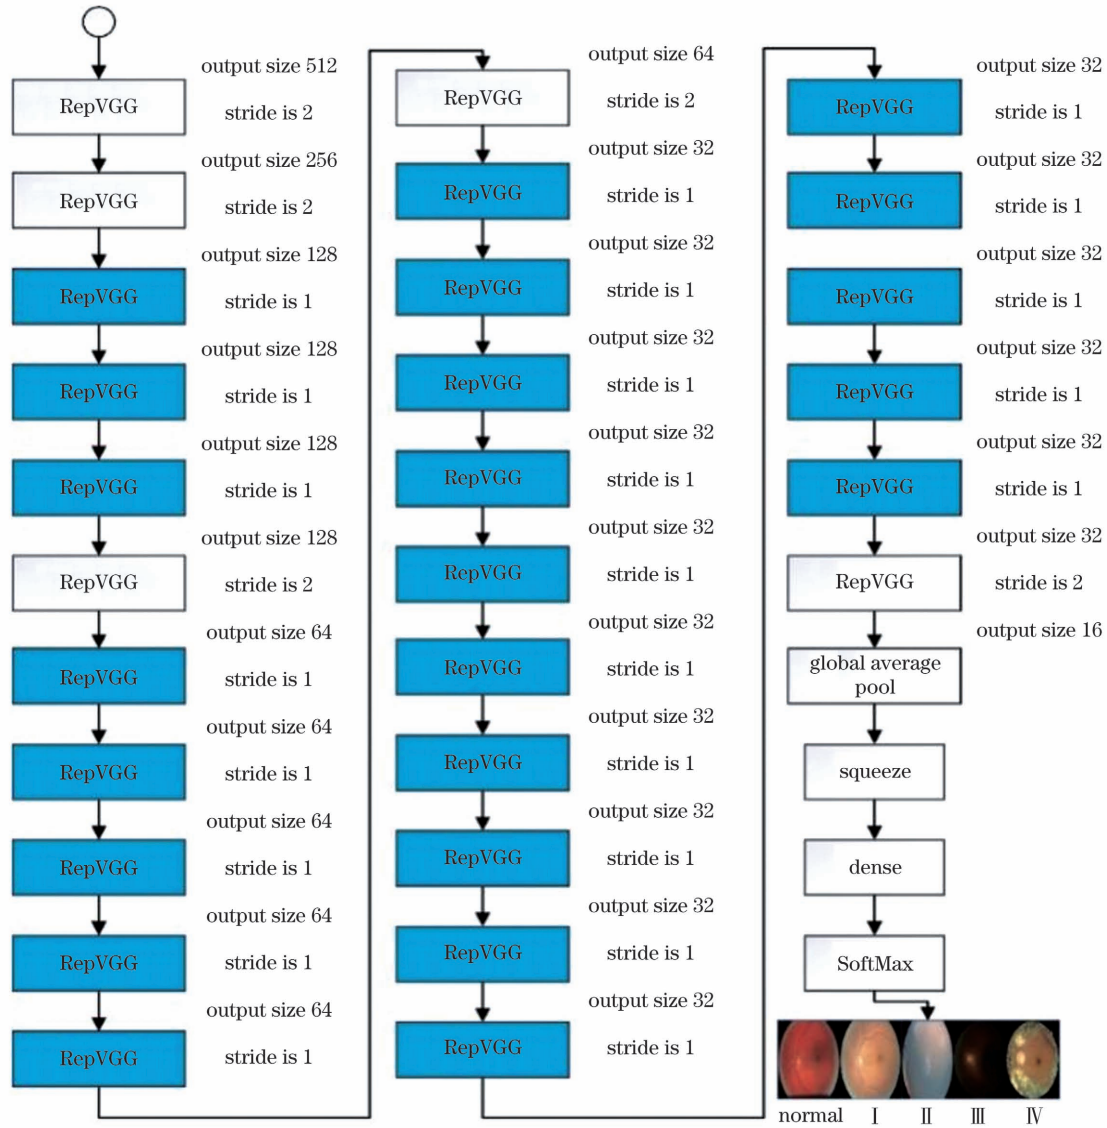 output size 512
RepVGG
stride is 2
output size 256
RepVGG
stride is 2
output size 128
RepVGG
stride is 1
output size 128
RepVGG
stride is 1
output size 128
RepVGG
stride is 1
output size 128
RepVGG
stride is 2
output size 64
RepVGG
stride is 1
output size 64
RepVGG
stride is 1
output size 64
RepVGG
stride is 1
output size 64
RepVGG
stride is 1
output size 64
RepVGG
stride is 1
output size 64
RepVGG
stride is 2
output size 32
RepVGG
stride is 1
output size 32
RepVGG
stride is 1
output size 32
RepVGG
stride is 1
output size 32
RepVGG
stride is 1
output size 32
RepVGG
stride is 1
output size 32
RepVGG
stride is 1
output size 32
RepVGG
stride is 1
output size 32
RepVGG
stride is 1
output size 32
RepVGG
stride is 1
output size 32
RepVGG
stride is 1
output size 32
RepVGG
stride is 1
output size 32
RepVGG
stride is 1
output size 32
RepVGG
stride is 1
output size 32
RepVGG
stride is 1
output size 32
RepVGG
stride is 1
output size 32
RepVGG
stride is 2
output size 16
global average
pool
squeeze
dense
SoftMax
normal Ⅰ Ⅱ Ⅲ Ⅳ